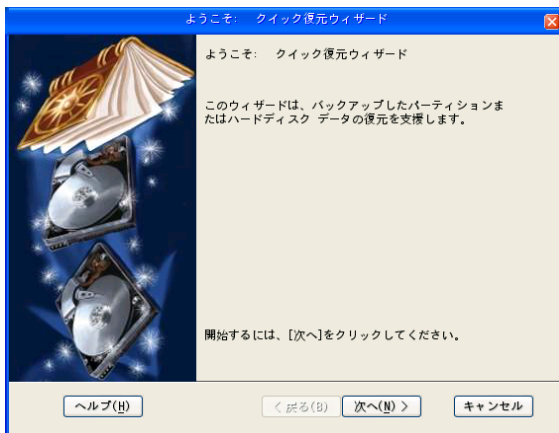 ようこそ: クイック復元ウィザード
ようこそ: クイック復元ウィザード
このウィザードは、バックアップしたパーティションま
たはハードディスク データの復元を支援します。
開始するには、[次へ]をクリックしてください。
ヘルプ(H)
< 戻る(B)
次へ(N) >
キャンセル